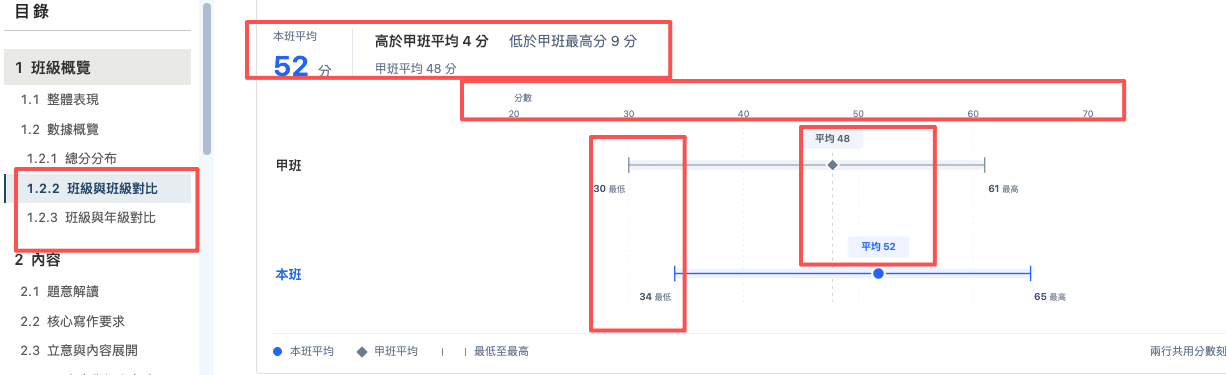 目錄
1 班級概覽
1.1 整體表現
1.2 數據概覽
1.2.1 總分分布
1.2.2 班級與班級對比
1.2.3 班級與年級對比
2 內容
2.1 題意解讀
2.2 核心寫作要求
2.3 立意與內容展開
本班平均
52 分
高於甲班平均 4 分 低於甲班最高分 9 分
甲班平均 48 分
分數
20 30 40 50 60 70
平均 48
甲班
30 最低 61 最高
平均 52
本班
34 最低 65 最高
本班平均 甲班平均 最低至最高
兩行共用分數刻